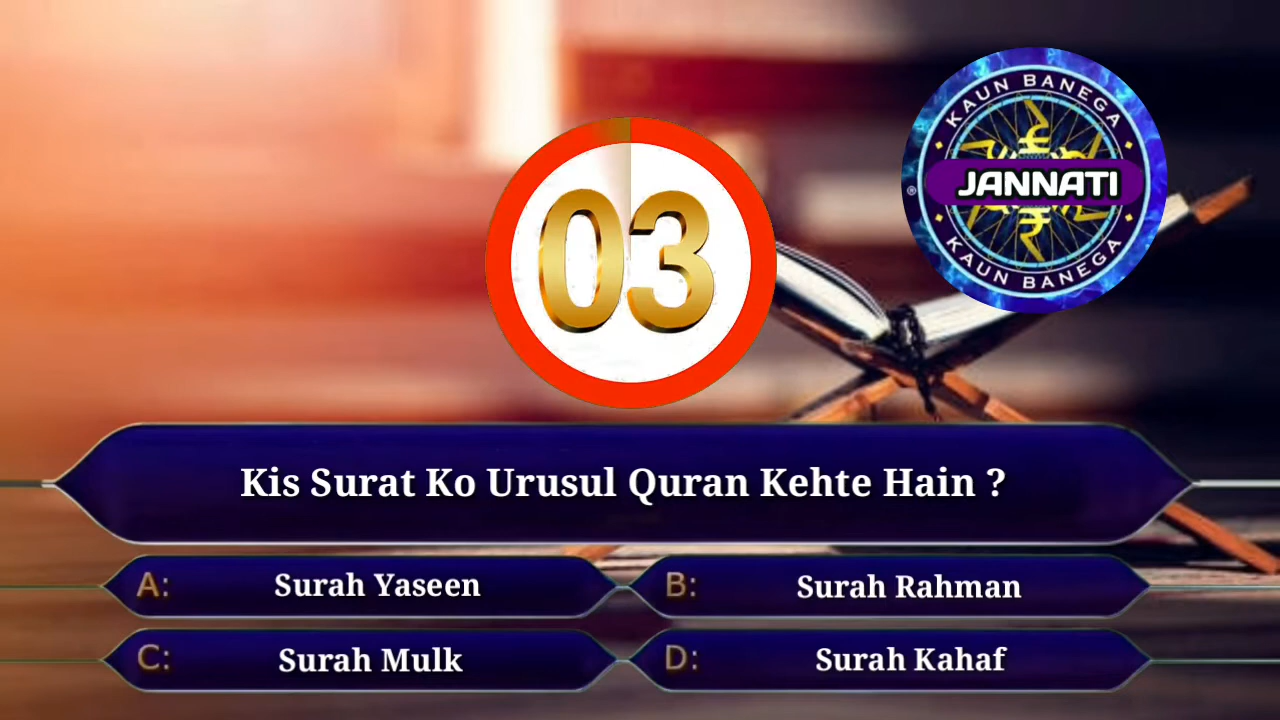 KAUN BANEGA
JANNATI
®
KAUN BANEGA
03
Kis Surat Ko Urusul Quran Kehte Hain ?
A: Surah Yaseen
B: Surah Rahman
C: Surah Mulk
D: Surah Kahaf